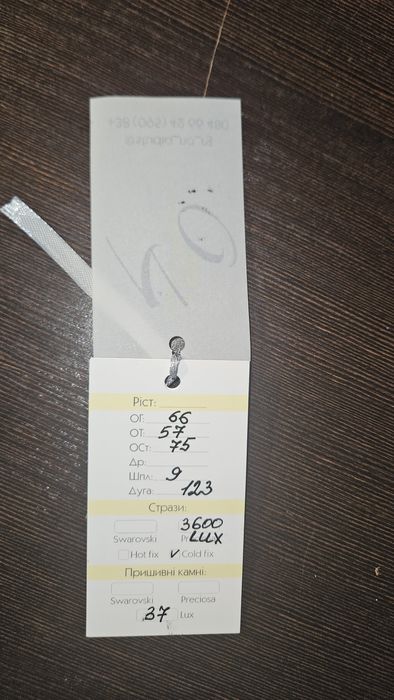 Ріст:
ОГ: 66
ОТ: 57
ОСт: 75
Др:
Шпл: 9
Дуга: 123
Стрази:
3600
Swarovski LUX
Hot fix ✓ Cold fix
Пришивні камні:
Swarovski Preciosa
37 Lux